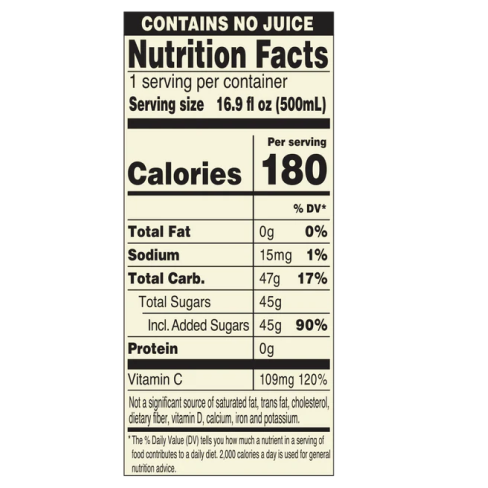 CONTAINS NO JUICE
Nutrition Facts
1 serving per container
Serving size 16.9 fl oz (500mL)
Per serving
Calories 180
% DV*
Total Fat 0g 0%
Sodium 15mg 1%
Total Carb. 47g 17%
Total Sugars 45g
Incl. Added Sugars 45g 90%
Protein 0g
Vitamin C 109mg 120%
Not a significant source of saturated fat, trans fat, cholesterol,
dietary fiber, vitamin D, calcium, iron and potassium.
* The % Daily Value (DV) tells you how much a nutrient in a serving of
food contributes to a daily diet. 2,000 calories a day is used for general
nutrition advice.